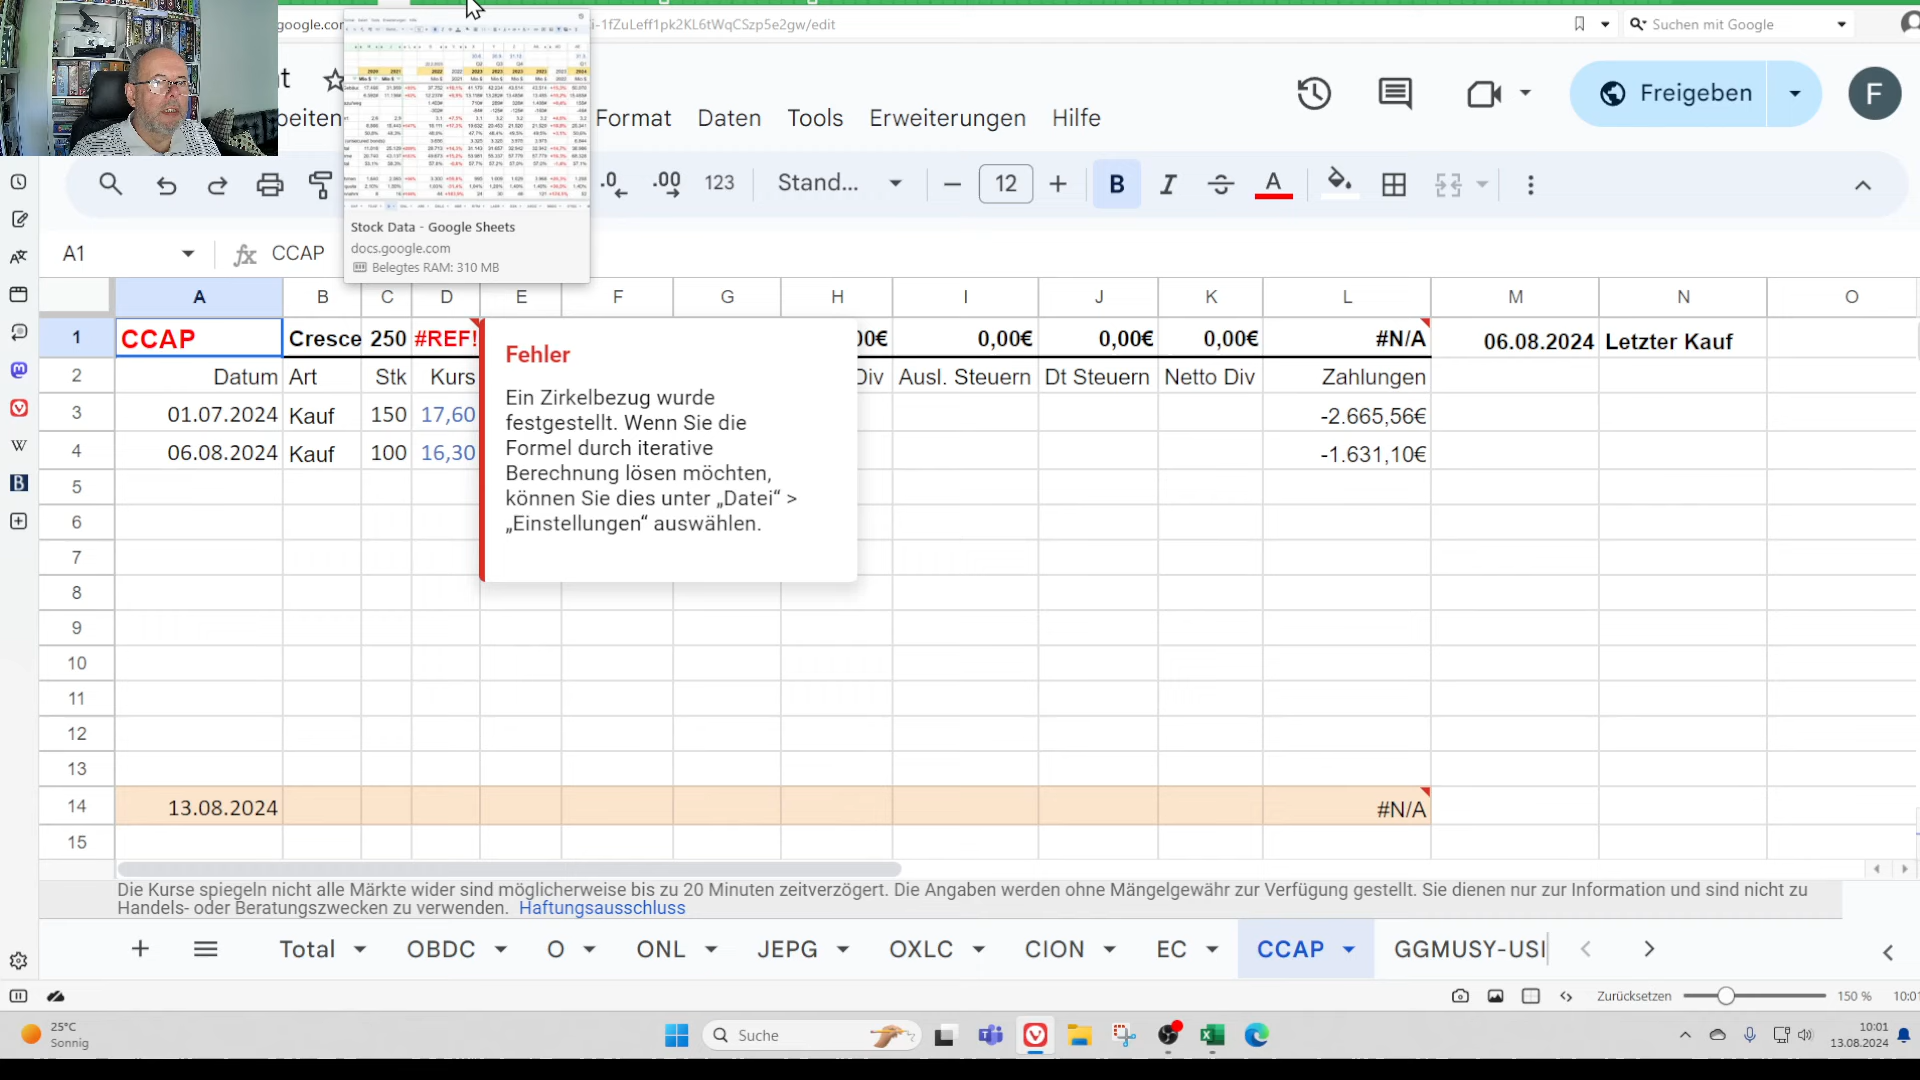 google.co
i-1fZuLeff1pk2KL6tWqCSzp5e2gw/edit
Suchen mit Google
Format Daten Tools Erweiterungen Hilfe
Freigeben
F
.0 .00 123 Stand... 12 B I S A
Stock Data - Google Sheets
docs.google.com
Belegtes RAM: 310 MB
A1 fx CCAP
A B C D E F G H I J K L M N O
1 CCAP Cresce 250 #REF! 0,00€ 0,00€ 0,00€ #N/A 06.08.2024 Letzter Kauf
2 Datum Art Stk Kurs Div Ausl. Steuern Dt Steuern Netto Div Zahlungen
3 01.07.2024 Kauf 150 17,60 -2.665,56€
4 06.08.2024 Kauf 100 16,30 -1.631,10€
Fehler
Ein Zirkelbezug wurde
festgestellt. Wenn Sie die
Formel durch iterative
Berechnung lösen möchten,
können Sie dies unter „Datei“ >
„Einstellungen“ auswählen.
5
6
7
8
9
10
11
12
13
14 13.08.2024 #N/A
15
Die Kurse spiegeln nicht alle Märkte wider sind möglicherweise bis zu 20 Minuten zeitverzögert. Die Angaben werden ohne Mängelgewähr zur Verfügung gestellt. Sie dienen nur zur Information und sind nicht zu
Handels- oder Beratungszwecken zu verwenden. Haftungsausschluss
Total OBDC O ONL JEPG OXLC CION EC CCAP GGMUSY-USI
Zurücksetzen 150 % 10:01
25°C
Sonnig
Suche
10:01
13.08.2024